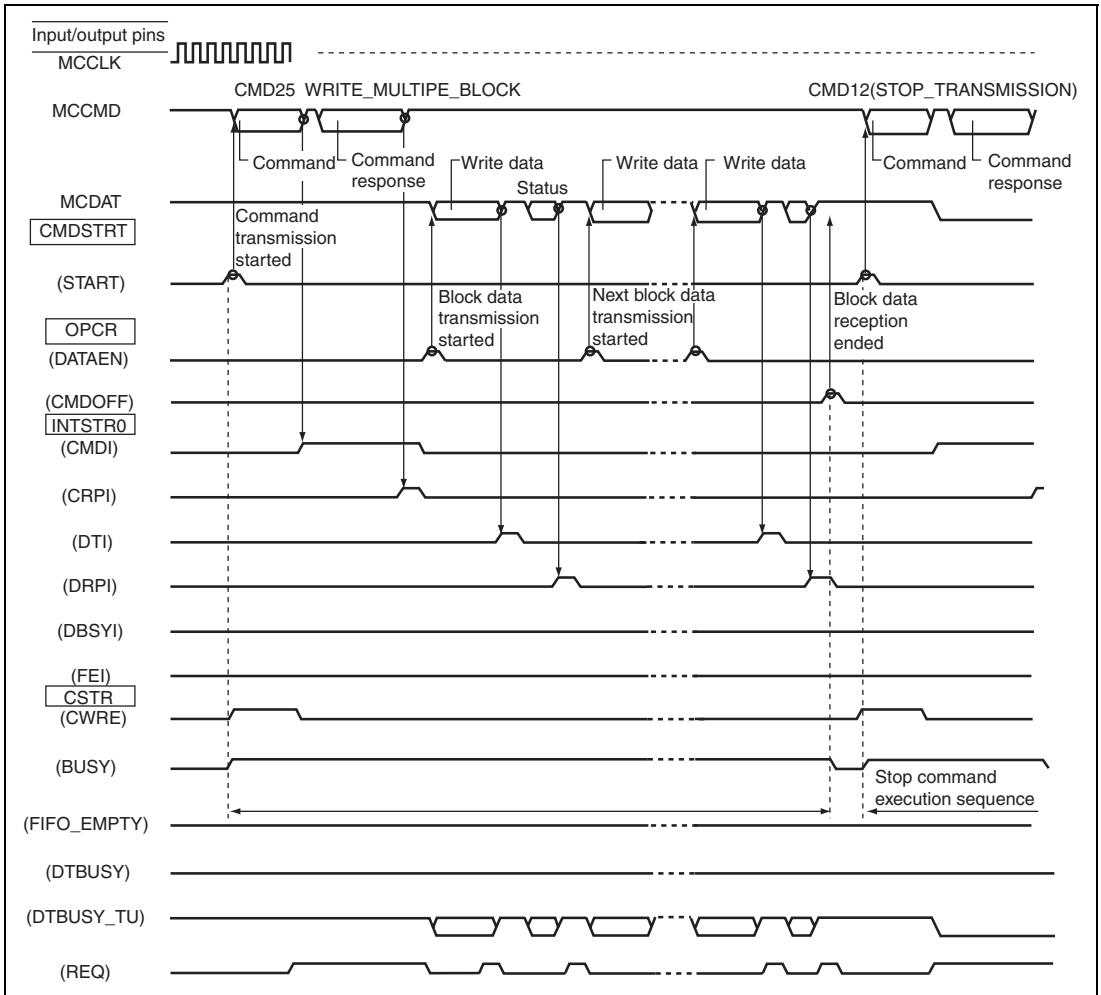 Input/output pins
MCCLK
CMD25 WRITE_MULTIPE_BLOCK
CMD12(STOP_TRANSMISSION)
MCCMD
Command
Command
response
Command
Command
response
Write data
Write data
Write data
Status
MCDAT
CMDSTRT
Command
transmission
started
(START)
Block data
transmission
started
Next block data
transmission
started
Block data
reception
ended
OPCR
(DATAEN)
(CMDOFF)
INTSTR0
(CMDI)
(CRPI)
(DTI)
(DRPI)
(DBSYI)
(FEI)
CSTR
(CWRE)
(BUSY)
Stop command
execution sequence
(FIFO_EMPTY)
(DTBUSY)
(DTBUSY_TU)
(REQ)